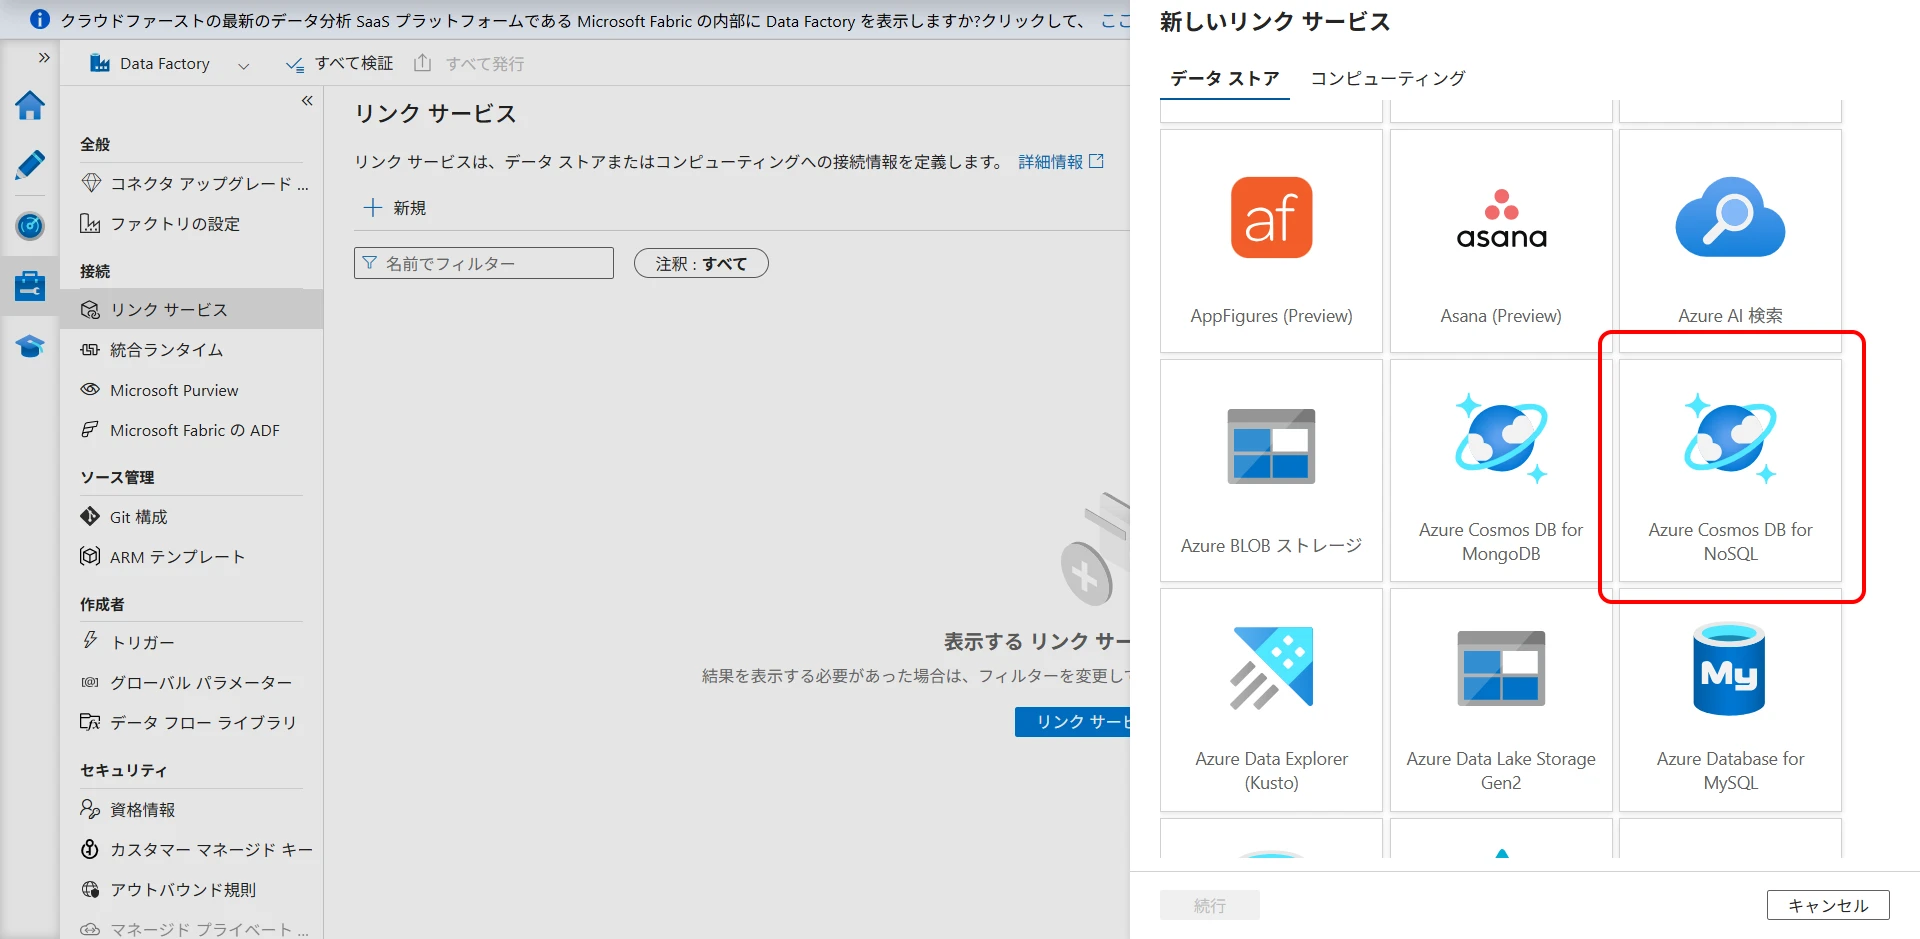 クラウドファーストの最新のデータ分析 SaaS プラットフォームである Microsoft Fabric の内部に Data Factory を表示しますか?クリックして、 ここ
Data Factory
すべて検証
すべて発行
全般
コネクタ アップグレード ...
ファクトリの設定
接続
リンク サービス
統合ランタイム
Microsoft Purview
Microsoft Fabric の ADF
ソース管理
Git 構成
ARM テンプレート
作成者
トリガー
グローバル パラメーター
データ フロー ライブラリ
セキュリティ
資格情報
カスタマー マネージド キー
アウトバウンド規則
マネージド プライベート ...
リンク サービス
リンク サービスは、データ ストアまたはコンピューティングへの接続情報を定義します。 詳細情報
新規
名前でフィルター
注釈 : すべて
表示する リンク サー
結果を表示する必要があった場合は、フィルターを変更して
リンク サービ
新しいリンク サービス
データ ストア
コンピューティング
af
AppFigures (Preview)
asana
Asana (Preview)
Azure AI 検索
Azure BLOB ストレージ
Azure Cosmos DB for
MongoDB
Azure Cosmos DB for
NoSQL
Azure Data Explorer
(Kusto)
Azure Data Lake Storage
Gen2
My
Azure Database for
MySQL
続行
キャンセル